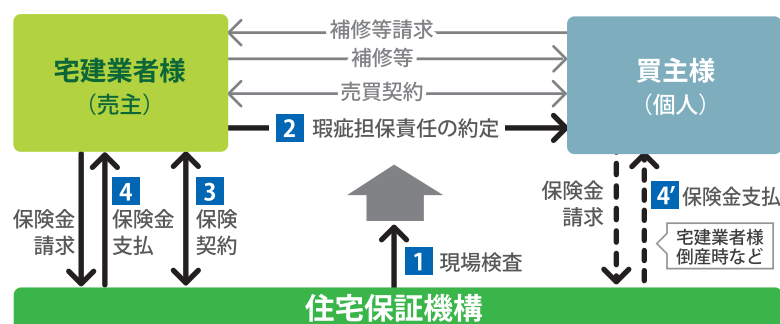 補修等請求
補修等
売買契約
宅建業者様
（売主）
買主様
（個人）
2 瑕疵担保責任の約定
保険金
請求
4
保険金
支払
3
保険
契約
1 現場検査
保険金
請求
4’ 保険金支払
宅建業者様
倒産時など
住宅保証機構